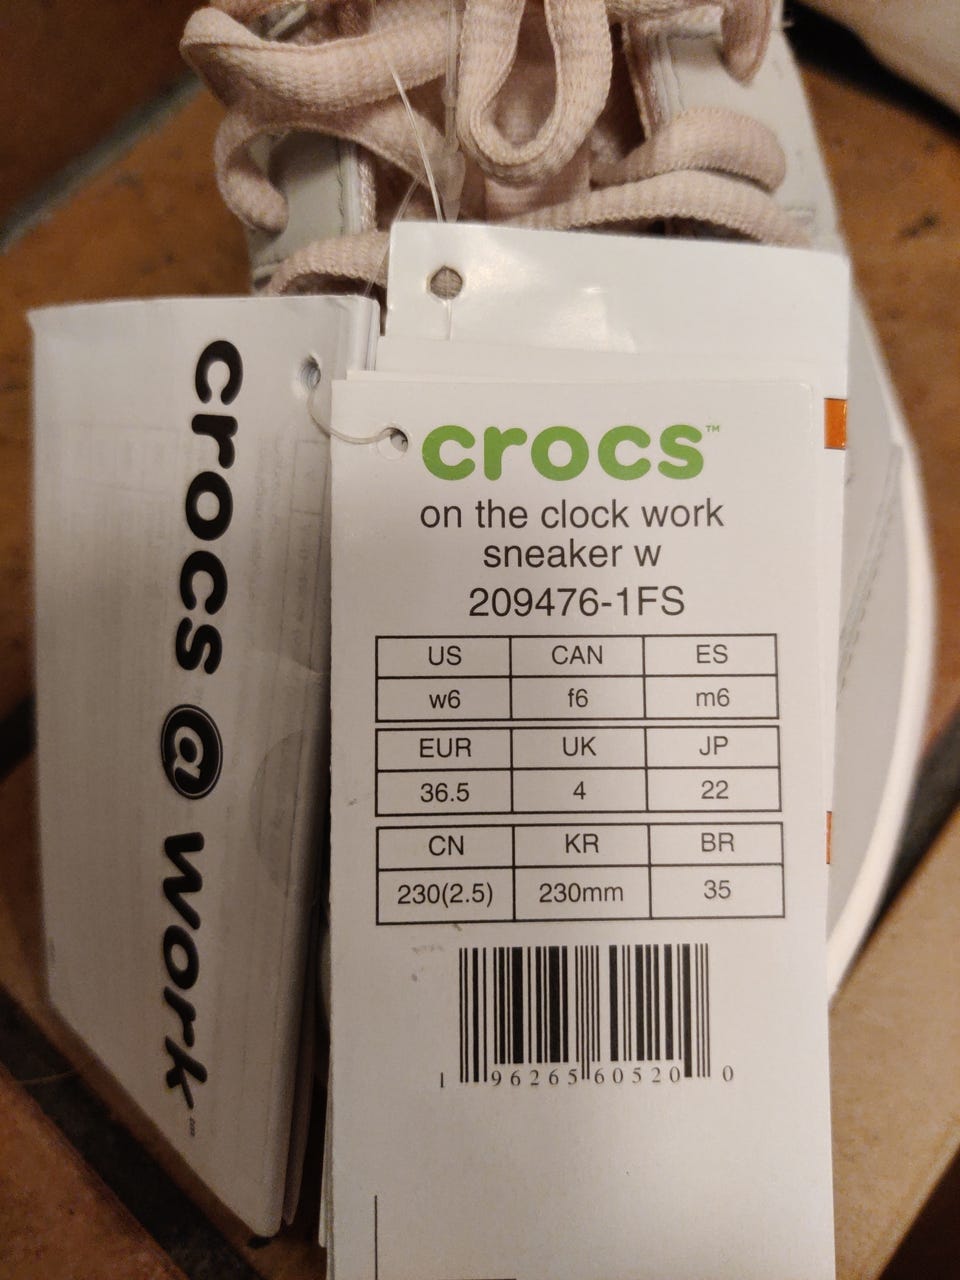 crocs @ work
crocs™
on the clock work
sneaker w
209476-1FS
US CAN ES
w6 f6 m6
EUR UK JP
36.5 4 22
CN KR BR
230(2.5) 230mm 35
1 96265 60520 0